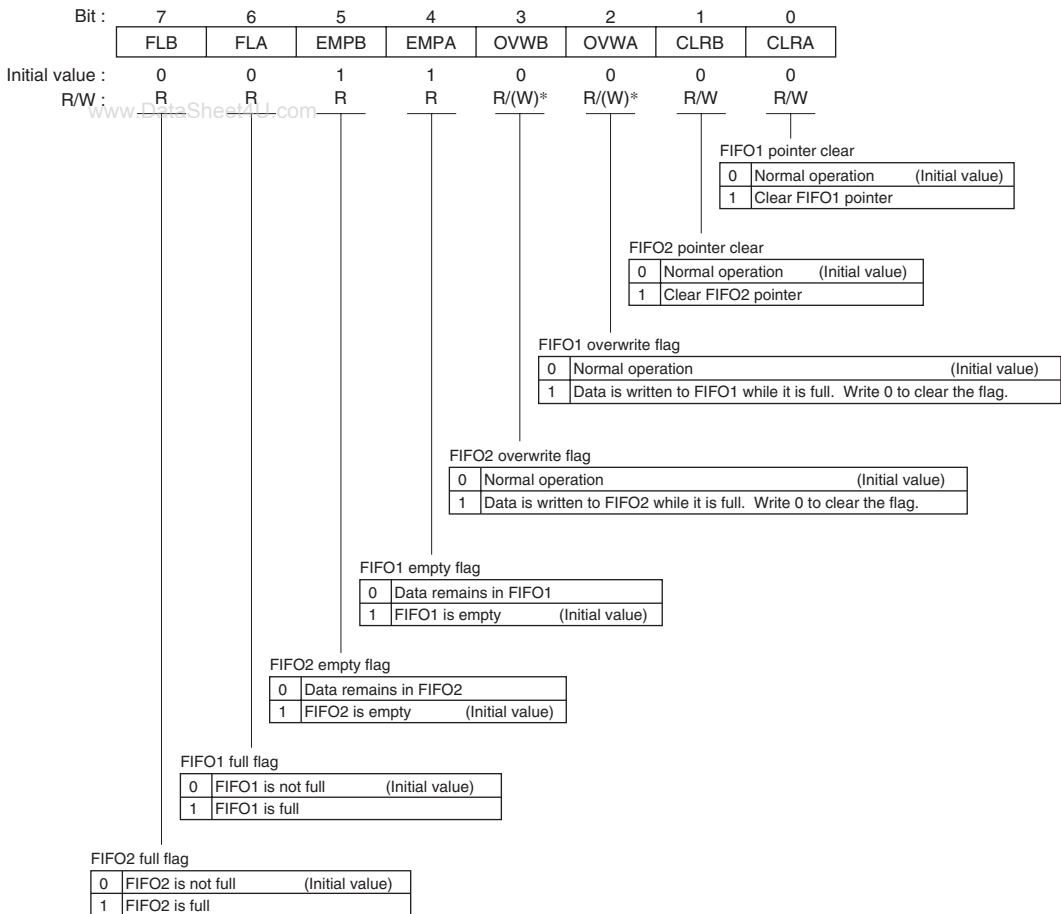 Bit : 7 6 5 4 3 2 1 0
FLB FLA EMPB EMPA OVWB OVWA CLRB CLRA
Initial value : 0 0 1 1 0 0 0 0
R/W : R R R R R/(W)* R/(W)* R/W R/W
www.DataSheet4U.com
FIFO1 pointer clear
0 Normal operation (Initial value)
1 Clear FIFO1 pointer
FIFO2 pointer clear
0 Normal operation (Initial value)
1 Clear FIFO2 pointer
FIFO1 overwrite flag
0 Normal operation (Initial value)
1 Data is written to FIFO1 while it is full. Write 0 to clear the flag.
FIFO2 overwrite flag
0 Normal operation (Initial value)
1 Data is written to FIFO2 while it is full. Write 0 to clear the flag.
FIFO1 empty flag
0 Data remains in FIFO1
1 FIFO1 is empty (Initial value)
FIFO2 empty flag
0 Data remains in FIFO2
1 FIFO2 is empty (Initial value)
FIFO1 full flag
0 FIFO1 is not full (Initial value)
1 FIFO1 is full
FIFO2 full flag
0 FIFO2 is not full (Initial value)
1 FIFO2 is full